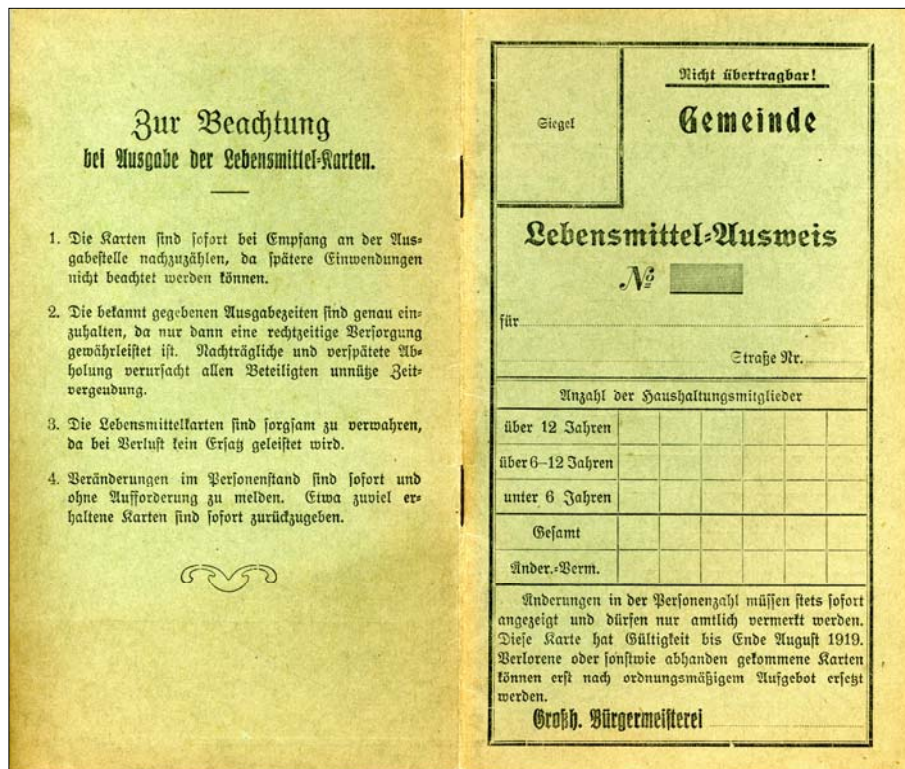 Zur Beachtung
bei Ausgabe der Lebensmittel-Karten.
1. Die Karten sind sofort bei Empfang an der Aus-
gabestelle nachzuzählen, da spätere Einwendungen
nicht beachtet werden können.
2. Die bekannt gegebenen Ausgabezeiten sind genau ein-
zuhalten, da nur dann eine rechtzeitige Versorgung
gewährleistet ist. Nachträgliche und verspätete Ab-
holung verursacht allen Beteiligten unnütze Zeit-
vergeudung.
3. Die Lebensmittelkarten sind sorgsam zu verwahren,
da bei Verlust kein Ersatz geleistet wird.
4. Veränderungen im Personenstand sind sofort und
ohne Aufforderung zu melden. Etwa zuviel er-
haltene Karten sind sofort zurückzugeben.
Siegel
Nicht übertragbar!
Gemeinde
Lebensmittel-Ausweis
No
für
Straße Nr.
Anzahl der Haushaltungsmitglieder
über 12 Jahren
über 6–12 Jahren
unter 6 Jahren
Gesamt
Änder.-Verm.
Änderungen in der Personenzahl müssen stets sofort
angezeigt und dürfen nur amtlich vermerkt werden.
Diese Karte hat Gültigkeit bis Ende August 1919.
Verlorene oder sonstwie abhanden gekommene Karten
können erst nach ordnungsmäßigem Aufgebot ersetzt
werden.
Großh. Bürgermeisterei